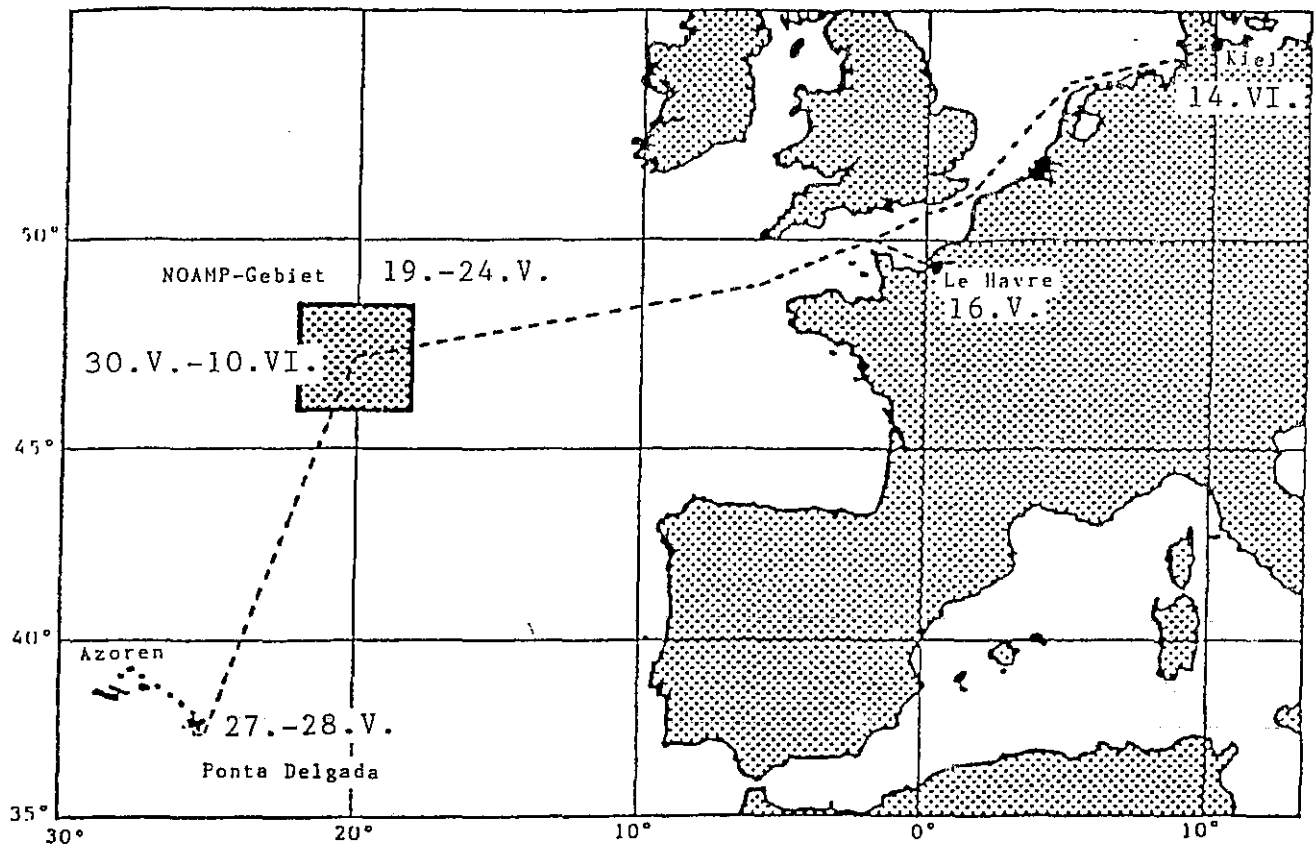 Kiel
14.VI.
50°
NOAMP-Gebiet
19.-24.V.
Le Havre
16.V.
30.V.-10.VI.
45°
40°
Azoren
27.-28.V.
Ponta Delgada
35°
30°
20°
10°
0°
10°